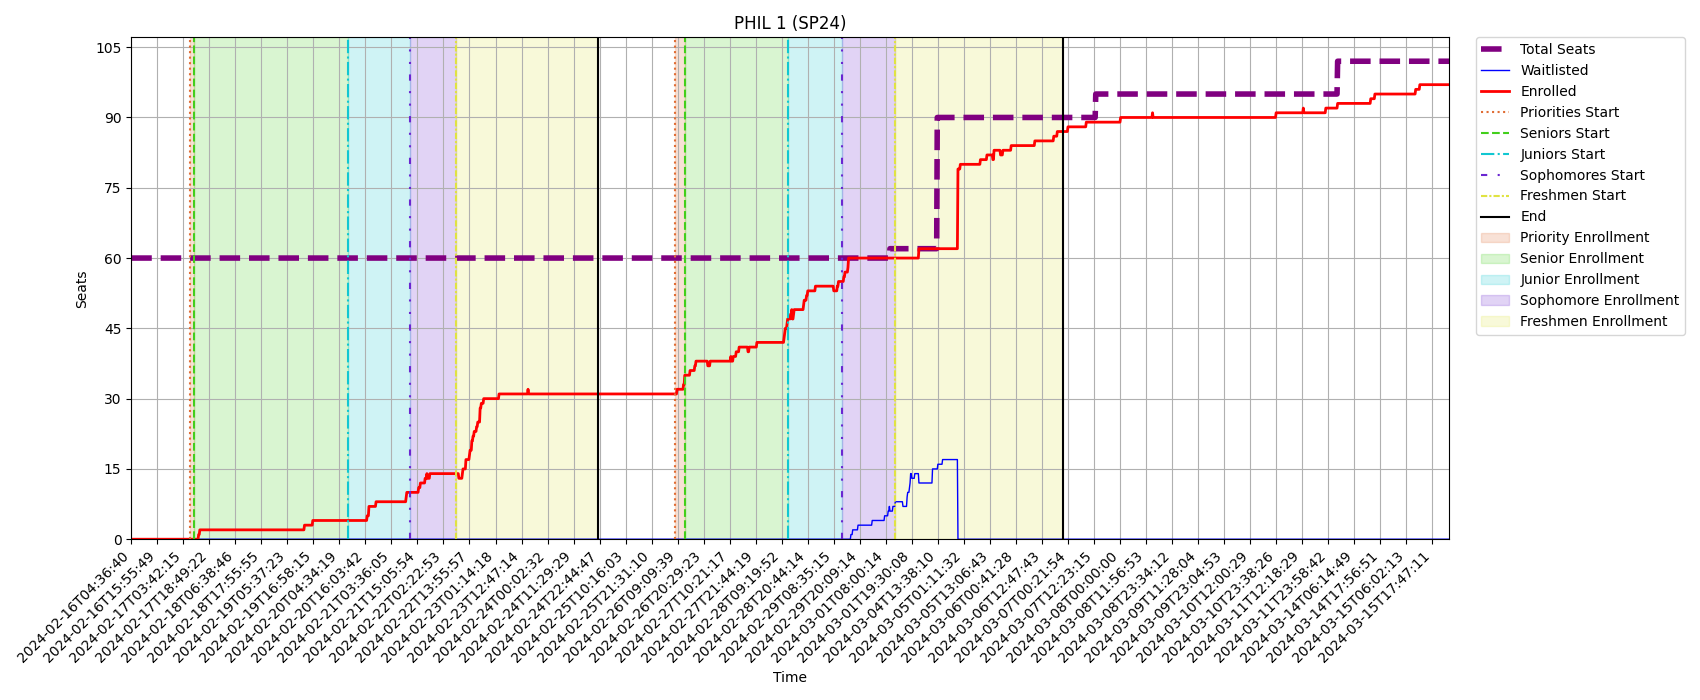 PHIL 1 (SP24)
Seats
105
90
75
60
45
30
15
0
2024-02-16T04:36:40
2024-02-16T15:55:49
2024-02-17T03:42:15
2024-02-17T18:49:22
2024-02-18T06:38:46
2024-02-18T17:55:55
2024-02-19T05:37:23
2024-02-19T16:58:15
2024-02-20T04:34:19
2024-02-20T16:03:42
2024-02-21T03:36:05
2024-02-21T15:05:54
2024-02-22T02:22:53
2024-02-22T13:55:57
2024-02-23T01:14:18
2024-02-23T12:47:14
2024-02-24T00:02:32
2024-02-24T11:29:29
2024-02-24T22:44:47
2024-02-25T10:16:03
2024-02-25T21:31:10
2024-02-26T09:09:39
2024-02-26T20:29:23
2024-02-27T10:21:17
2024-02-27T21:44:19
2024-02-28T09:19:52
2024-02-28T20:44:14
2024-02-29T08:35:15
2024-02-29T20:09:14
2024-03-01T08:00:14
2024-03-01T19:30:08
2024-03-04T13:38:10
2024-03-05T01:11:32
2024-03-05T13:06:43
2024-03-06T00:41:28
2024-03-06T12:47:43
2024-03-07T00:21:54
2024-03-07T12:23:15
2024-03-08T00:00:00
2024-03-08T11:56:53
2024-03-08T23:34:12
2024-03-09T11:28:04
2024-03-09T23:04:53
2024-03-10T12:00:29
2024-03-10T23:38:26
2024-03-11T12:18:29
2024-03-11T23:58:42
2024-03-14T06:14:49
2024-03-14T17:56:51
2024-03-15T06:02:13
2024-03-15T17:47:11
Time
Total Seats
Waitlisted
Enrolled
Priorities Start
Seniors Start
Juniors Start
Sophomores Start
Freshmen Start
End
Priority Enrollment
Senior Enrollment
Junior Enrollment
Sophomore Enrollment
Freshmen Enrollment